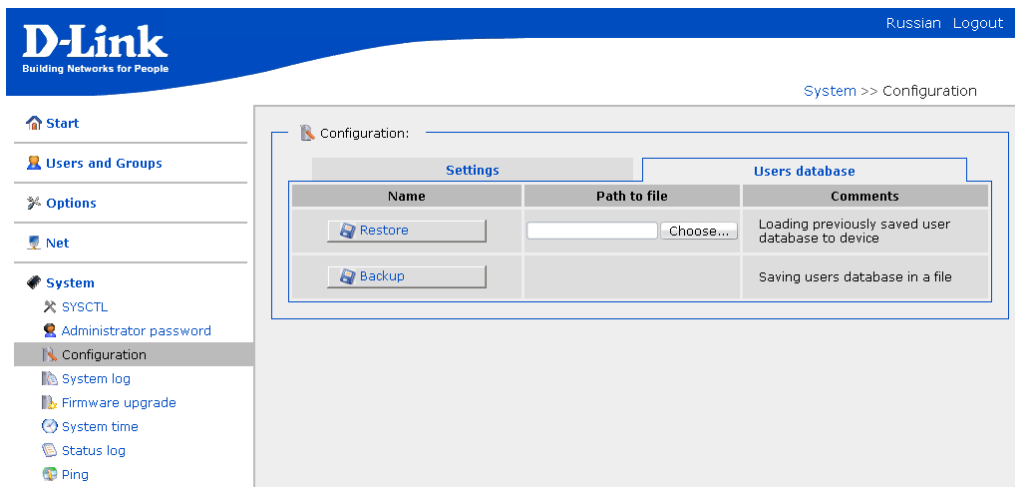 D-Link
Building Networks for People
Russian Logout
System >> Configuration
Start
Users and Groups
Options
Net
System
SYSCTL
Administrator password
Configuration
System log
Firmware upgrade
System time
Status log
Ping
Configuration:
Settings Users database
Name Path to file Comments
Restore Choose... Loading previously saved user
database to device
Backup Saving users database in a file